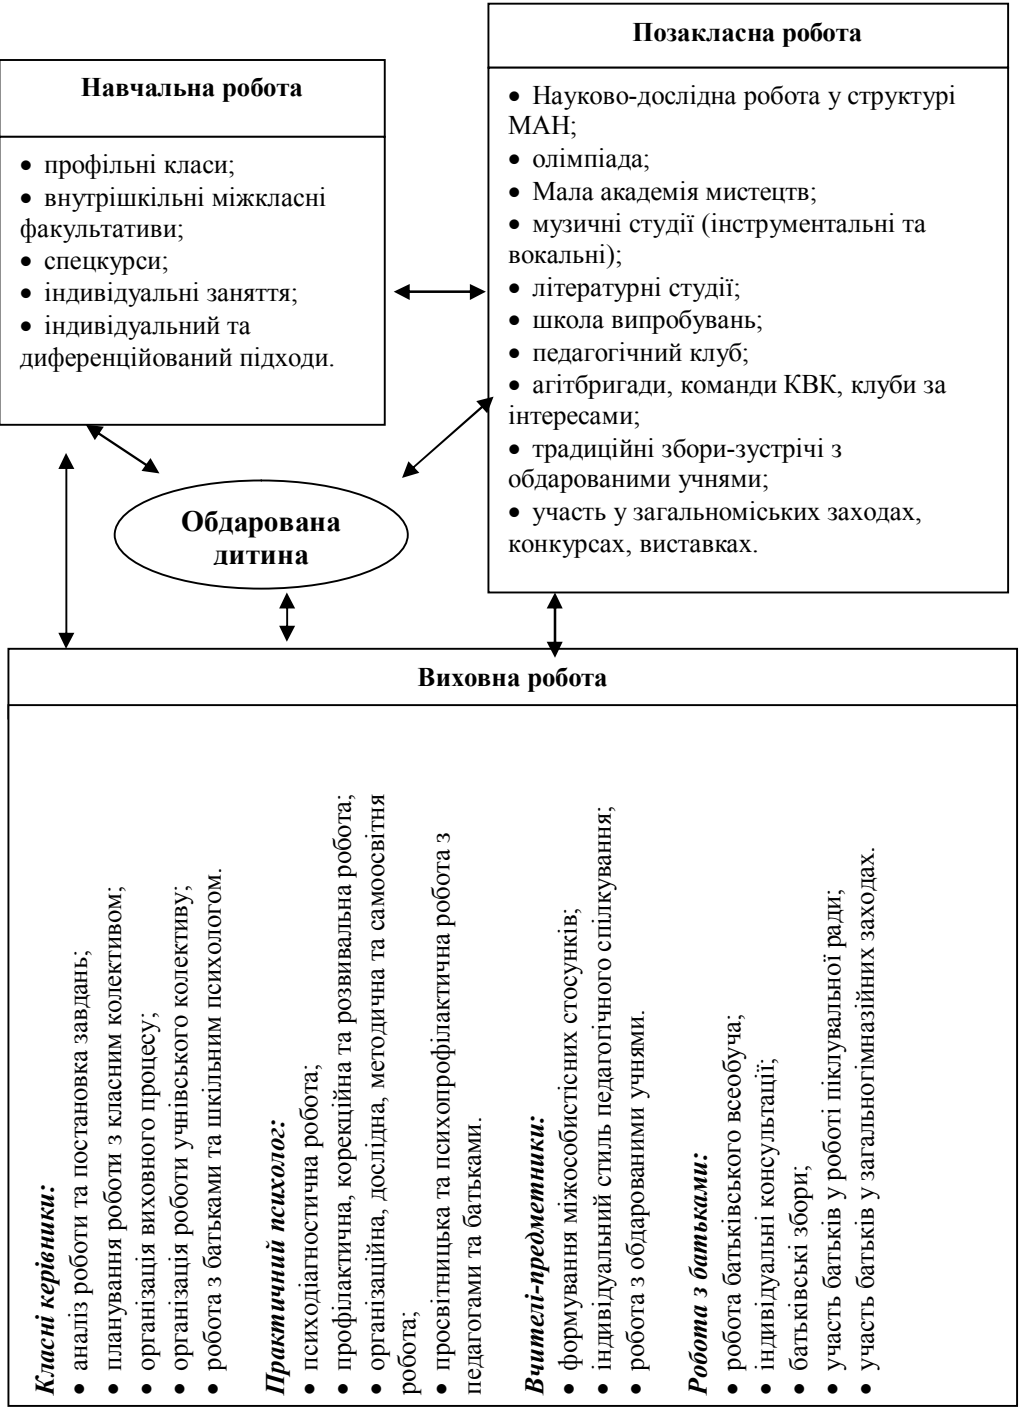 Позакласна робота
Навчальна робота
• Науково-дослідна робота у структурі
МАН;
• олімпіада;
• Мала академія мистецтв;
• музичні студії (інструментальні та
вокальні);
• літературні студії;
• школа випробувань;
• педагогічний клуб;
• агітбригади, команди КВК, клуби за
інтересами;
• традиційні збори-зустрічі з
обдарованими учнями;
• участь у загальноміських заходах,
конкурсах, виставках.
• профільні класи;
• внутрішкільні міжкласні
факультативи;
• спецкурси;
• індивідуальні заняття;
• індивідуальний та
диференційований підходи.
Обдарована
дитина
Виховна робота
Класні керівники:
• аналіз роботи та постановка завдань;
• планування роботи з класним колективом;
• організація виховного процесу;
• організація роботи учнівського колективу;
• робота з батьками та шкільним психологом.
Практичний психолог:
• психодіагностична робота;
• профілактична, корекційна та розвивальна робота;
• організаційна, дослідна, методична та самоосвітня
робота;
• просвітницька та психопрофілактична робота з
педагогами та батьками.
Вчителі-предметники:
• формування міжособистісних стосунків;
• індивідуальний стиль педагогічного спілкування;
• робота з обдарованими учнями.
Робота з батьками:
• робота батьківського всеобуча;
• індивідуальні консультації;
• батьківські збори;
• участь батьків у роботі піклувальної ради;
• участь батьків у загальногімназійних заходах.